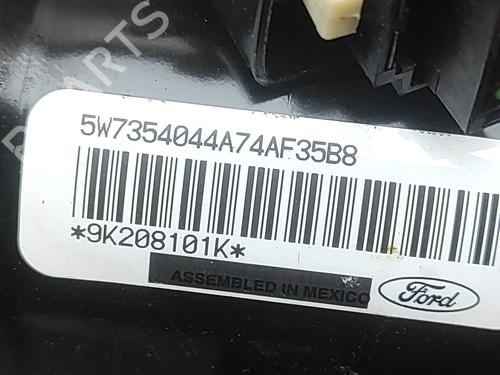 5W7354044A74AF35B8
*9K208101K*
ASSEMBLED IN MEXICO
Ford